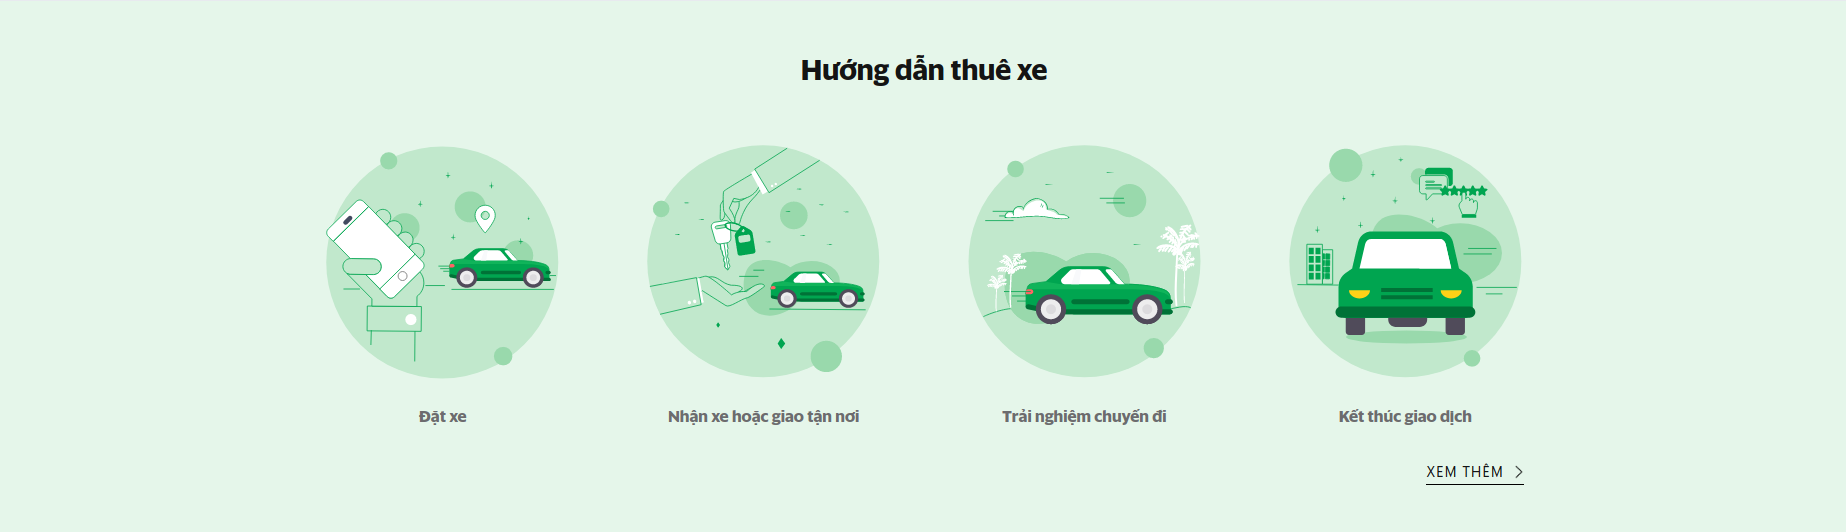 Hướng dẫn thuê xe
Đặt xe
Nhận xe hoặc giao tận nơi
Trải nghiệm chuyến đi
Kết thúc giao dịch
XEM THÊM